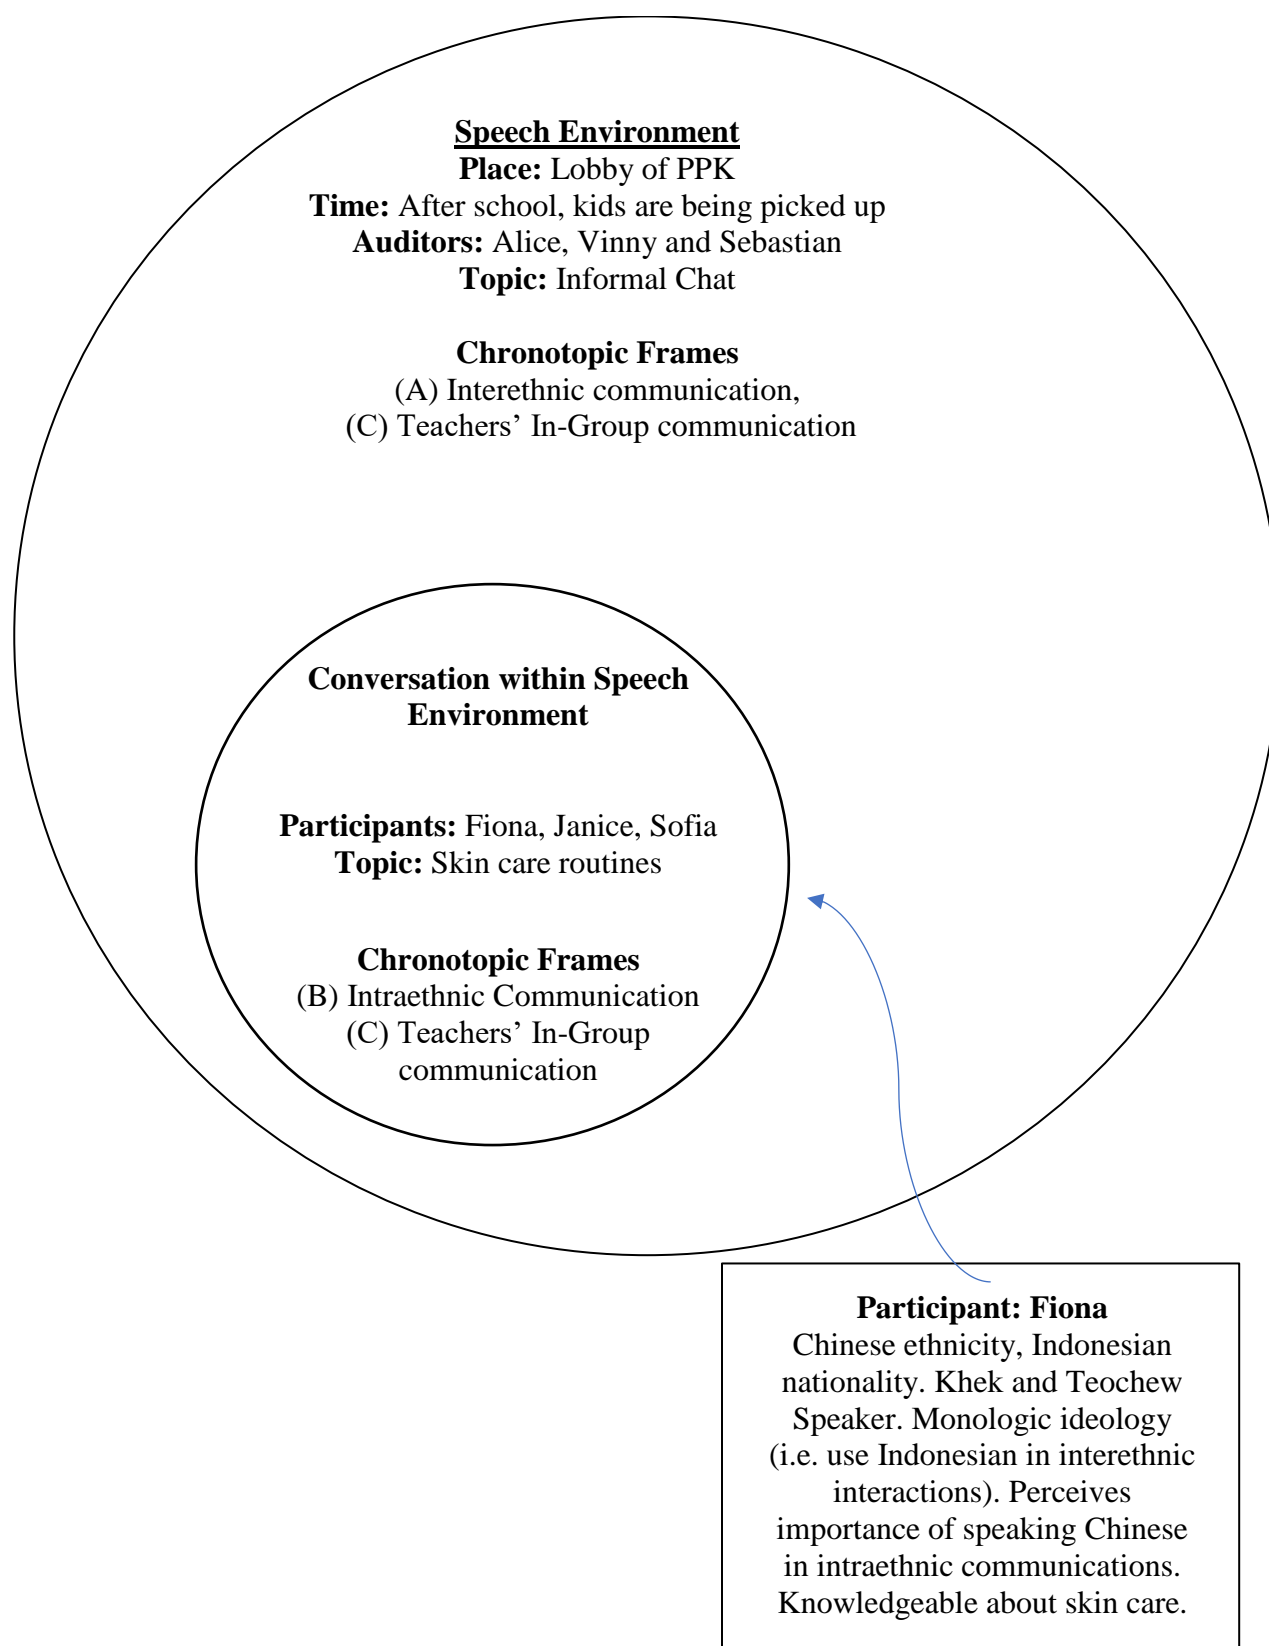 Speech Environment
Place: Lobby of PPK
Time: After school, kids are being picked up
Auditors: Alice, Vinny and Sebastian
Topic: Informal Chat
Chronotopic Frames
(A) Interethnic communication,
(C) Teachers’ In-Group communication
Conversation within Speech
Environment
Participants: Fiona, Janice, Sofia
Topic: Skin care routines
Chronotopic Frames
(B) Intraethnic Communication
(C) Teachers’ In-Group
communication
Participant: Fiona
Chinese ethnicity, Indonesian
nationality. Khek and Teochew
Speaker. Monologic ideology
(i.e. use Indonesian in interethnic
interactions). Perceives
importance of speaking Chinese
in intraethnic communications.
Knowledgeable about skin care.